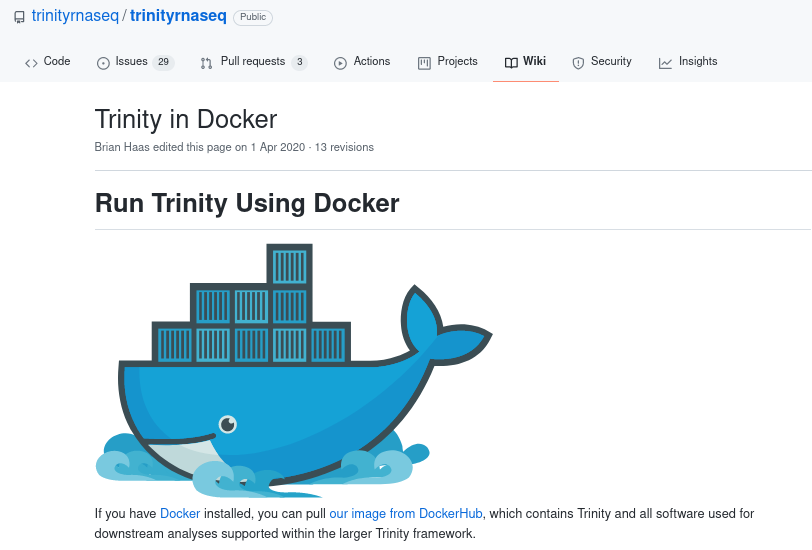 trinityrnaseq / trinityrnaseq Public
Code Issues 29 Pull requests 3 Actions Projects Wiki Security Insights
Trinity in Docker
Brian Haas edited this page on 1 Apr 2020 · 13 revisions
Run Trinity Using Docker
If you have Docker installed, you can pull our image from DockerHub, which contains Trinity and all software used for
downstream analyses supported within the larger Trinity framework.